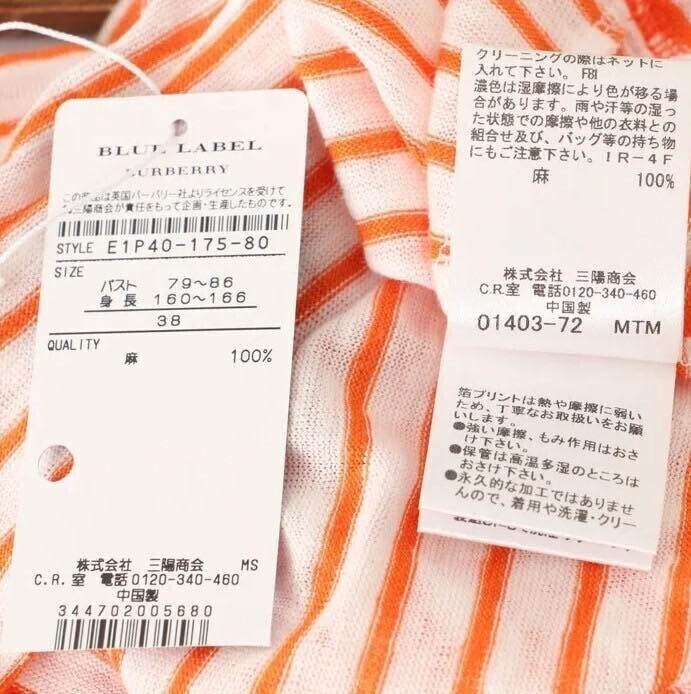 BLUE LABEL
BURBERRY
この商品は英国バーバリー社よりライセンスを受けて
三陽商会が責任をもって企画・生産したものです。
STYLE E1P40-175-80
SIZE
バスト 79～86
身長 160～166
38
QUALITY
麻 100%
株式会社 三陽商会 MS
C.R.室 電話0120-340-460
中国製
344702005680
クリーニングの際はネットに
入れて下さい。 F81
濃色は湿摩擦により色が移る場
合があります。雨や汗等の湿っ
た状態での摩擦や他の衣料との
組合せ及び、バッグ等の持ち物
にもご注意下さい。IR-4F
麻 100%
株式会社 三陽商会
C.R.室 電話0120-340-460
中国製
01403-72 MTM
箔プリントは熱や摩擦に弱い
ため、丁寧なお取扱いをお願
いします。
●強い摩擦、もみ作用はおさ
け下さい。
●保管は高温多湿のところは
おさけ下さい。
●永久的な加工ではありませ
んので、着用や洗濯・クリー